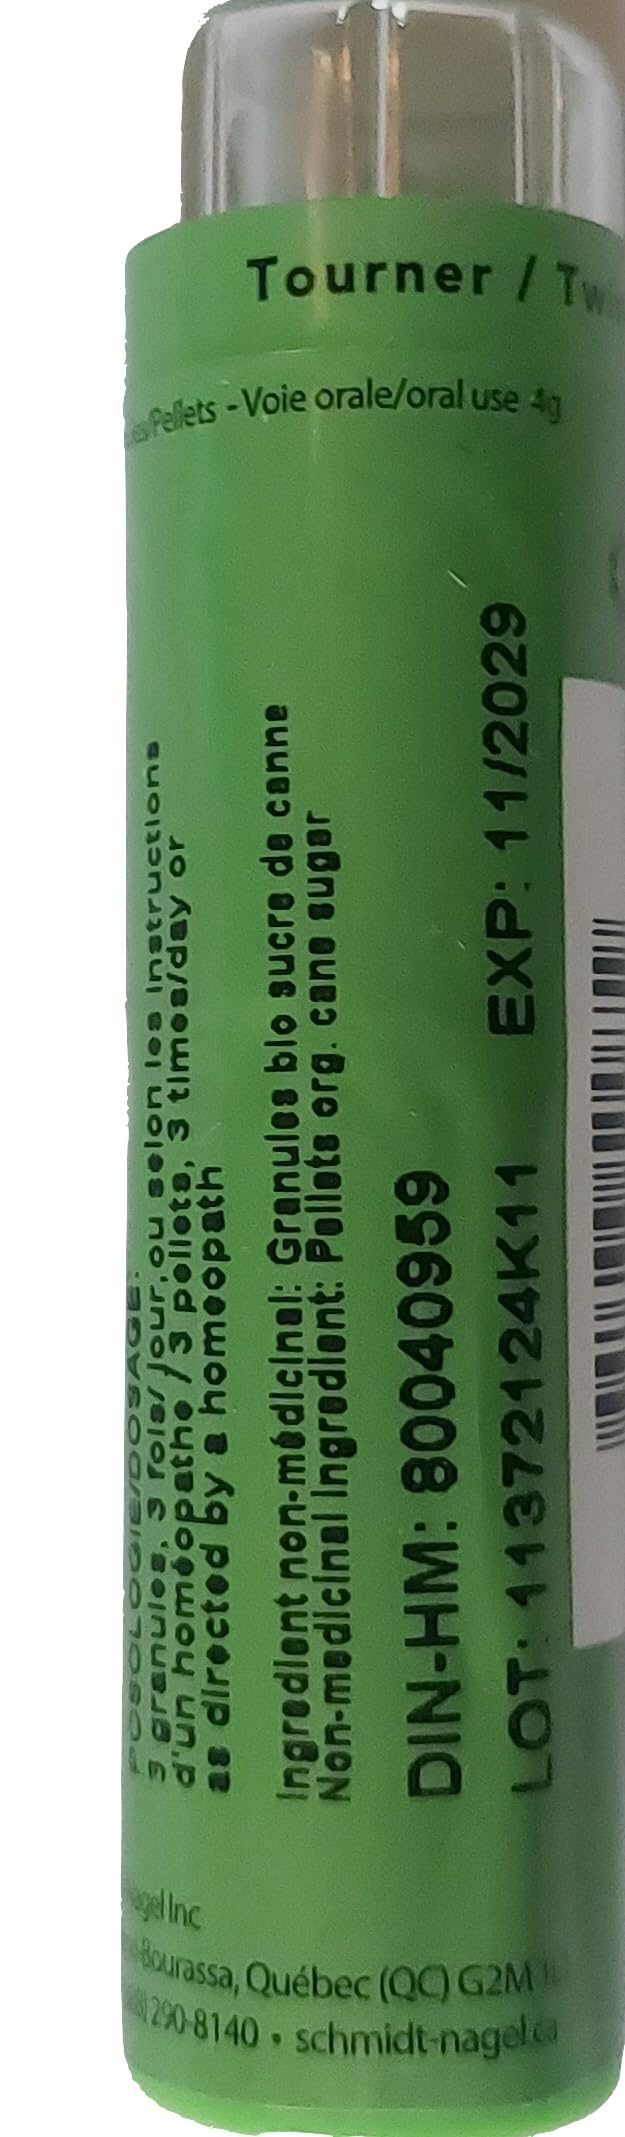 Tourner /
Pellets - Voie orale/oral use 4g
POSOLOGIE/DOSAGE:
3 granules, 3 fois/ jour, ou selon les instructions
d'un homéopathe / 3 pellets, 3 times/day or
as directed by a homeopath
Ingredient non-médicinal: Granules bio sucre de canne
Non-medicinal Ingredient: Pellets org. cane sugar
DIN-HM: 80040959
LOT: 11372124K11 EXP: 11/2029
Inc
Bourassa, Québec (QC) G2M
290-8140 • schmidt-nagel.ca